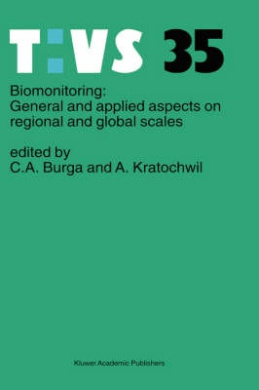 T:VS 35
Biomonitoring:
General and applied aspects on
regional and global scales
edited by
C.A. Burga and A. Kratochwil
Kluwer Academic Publishers